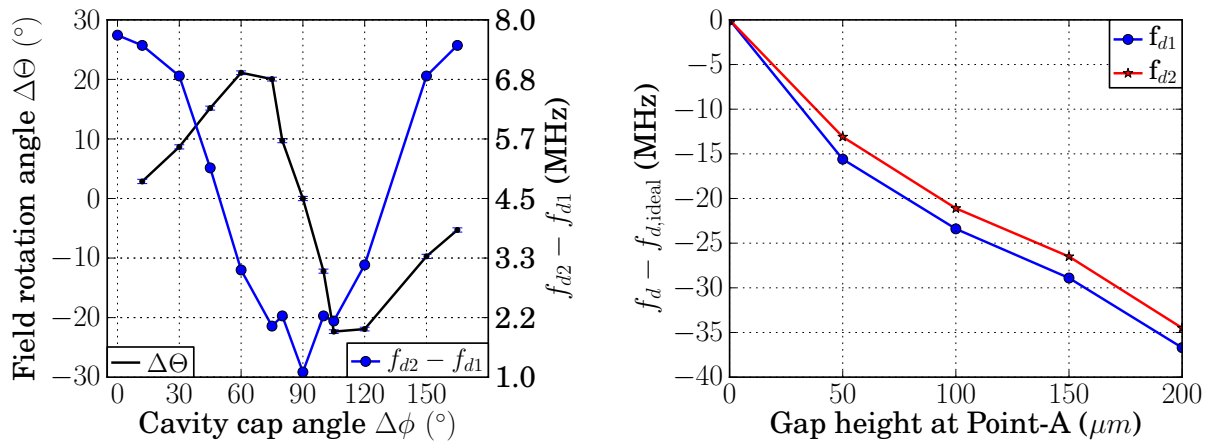 Field rotation angle ΔΘ (°)
30
20
10
0
−10
−20
−30
8.0
6.8
5.7
4.5
3.3
2.2
1.0
f_{d2} − f_{d1} (MHz)
ΔΘ
f_{d2} − f_{d1}
0 30 60 90 120 150
Cavity cap angle Δϕ (°)
f_d − f_{d,ideal} (MHz)
0
−5
−10
−15
−20
−25
−30
−35
−40
f_{d1}
f_{d2}
0 50 100 150 200
Gap height at Point-A (μm)